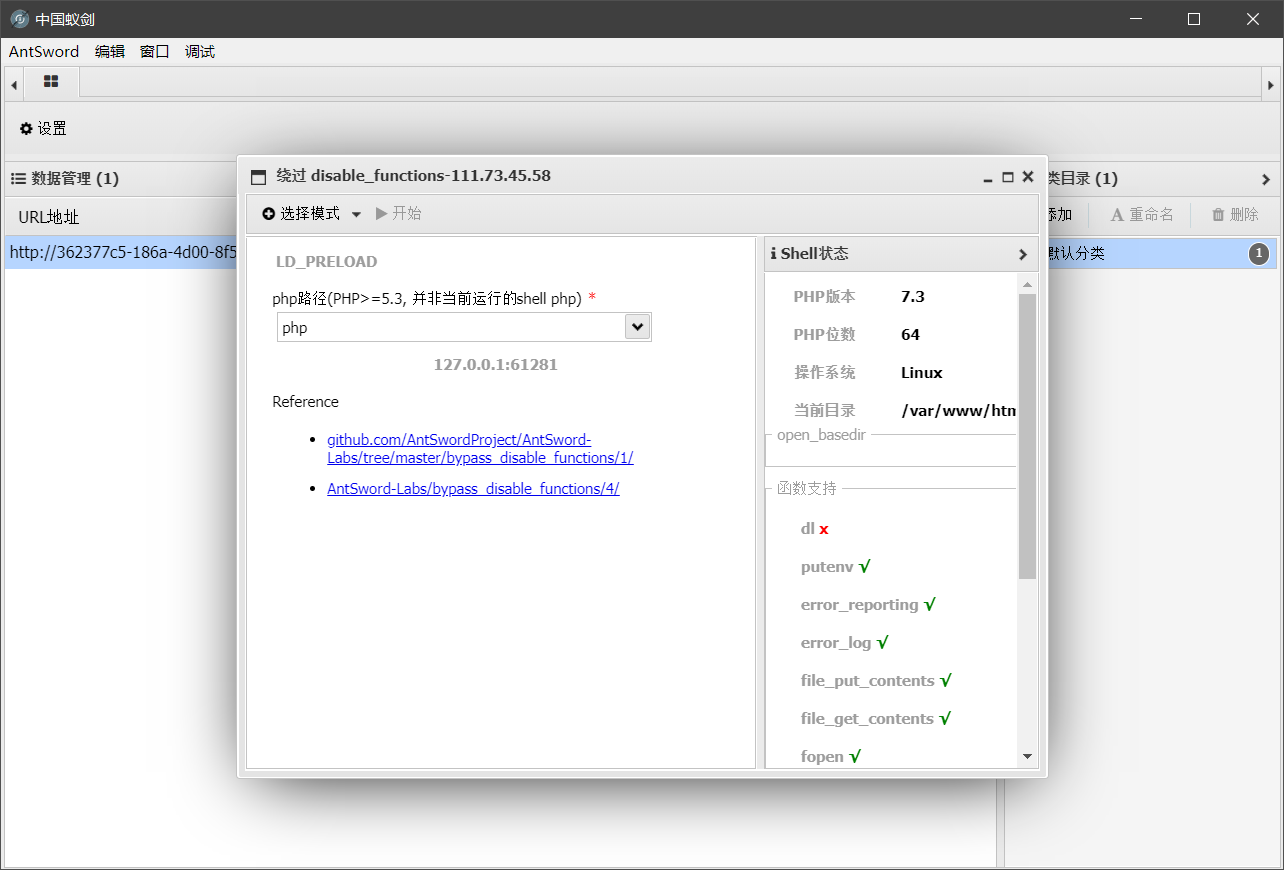 中国蚁剑
AntSword 编辑 窗口 调试
设置
数据管理 (1)
URL地址
http://362377c5-186a-4d00-8f5
绕过 disable_functions-111.73.45.58
选择模式 开始
LD_PRELOAD
php路径(PHP>=5.3, 并非当前运行的shell php) *
php
127.0.0.1:61281
Reference
github.com/AntSwordProject/AntSword-
Labs/tree/master/bypass_disable_functions/1/
AntSword-Labs/bypass_disable_functions/4/
Shell状态
PHP版本 7.3
PHP位数 64
操作系统 Linux
当前目录 /var/www/htm
open_basedir
函数支持
dl x
putenv √
error_reporting √
error_log √
file_put_contents √
file_get_contents √
fopen √
类目录 (1)
添加 重命名 删除
默认分类 1